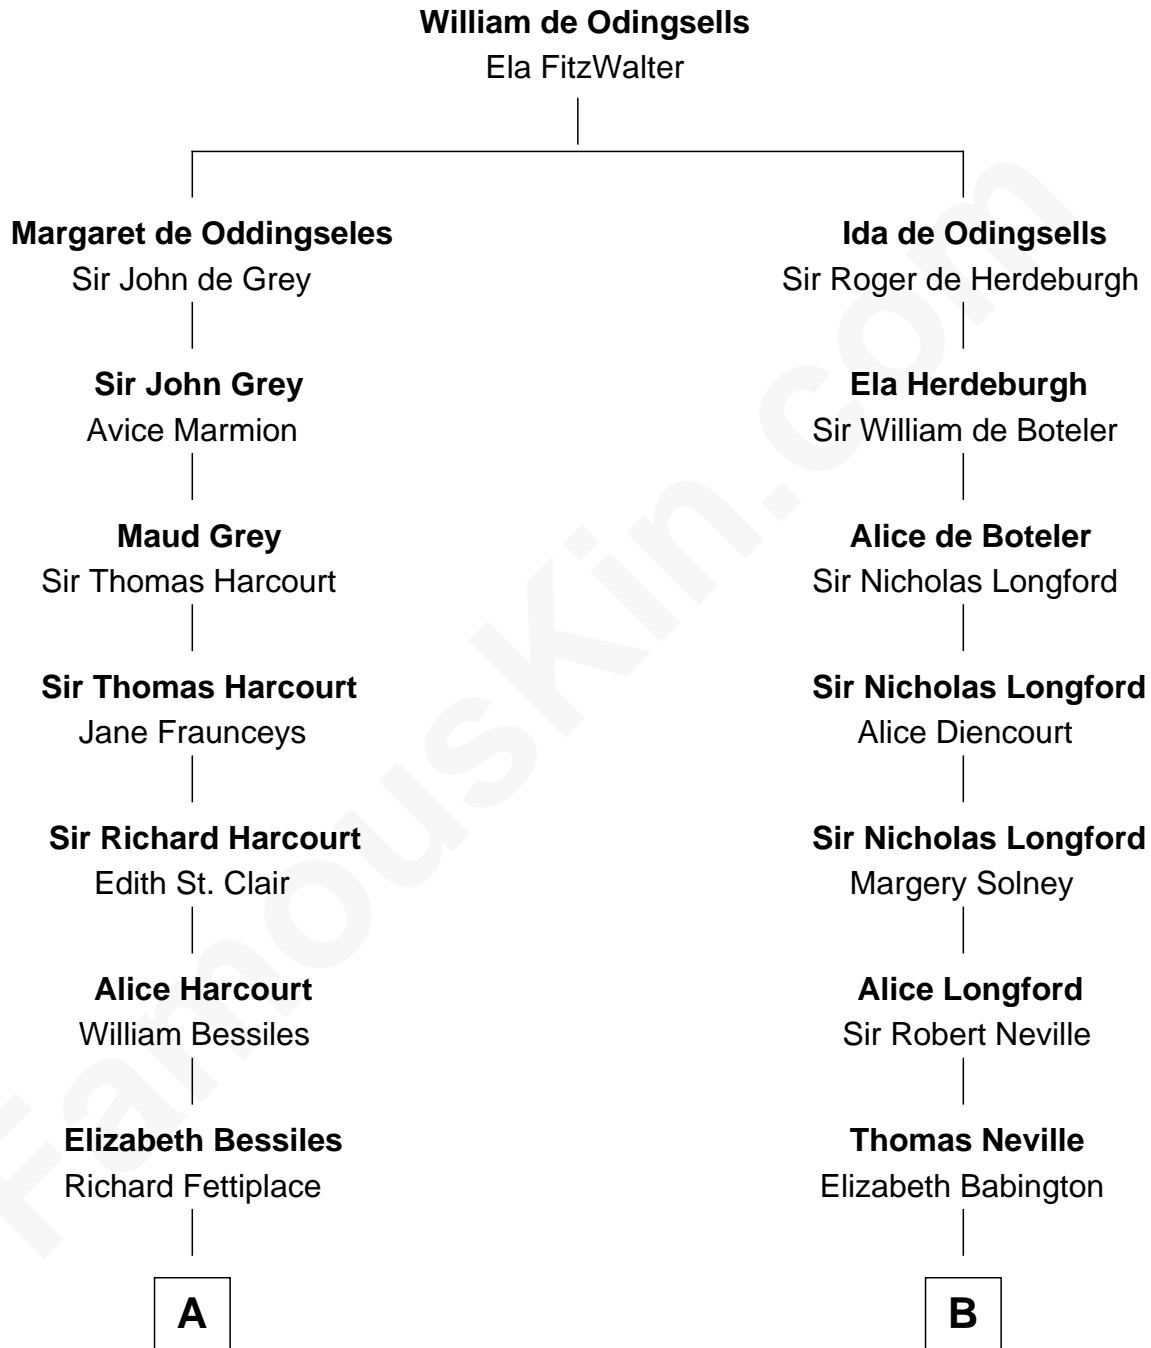 William de Odingsells
Ela FitzWalter
Margaret de Oddingseles
Sir John de Grey
Ida de Odingsells
Sir Roger de Herdeburgh
Sir John Grey
Avice Marmion
Ela Herdeburgh
Sir William de Boteler
Maud Grey
Sir Thomas Harcourt
Alice de Boteler
Sir Nicholas Longford
Sir Thomas Harcourt
Jane Fraunceys
Sir Nicholas Longford
Alice Diencourt
Sir Richard Harcourt
Edith St. Clair
Sir Nicholas Longford
Margery Solney
Alice Harcourt
William Bessiles
Alice Longford
Sir Robert Neville
Elizabeth Bessiles
Richard Fettiplace
Thomas Neville
Elizabeth Babington
A
B
FamousKin.com